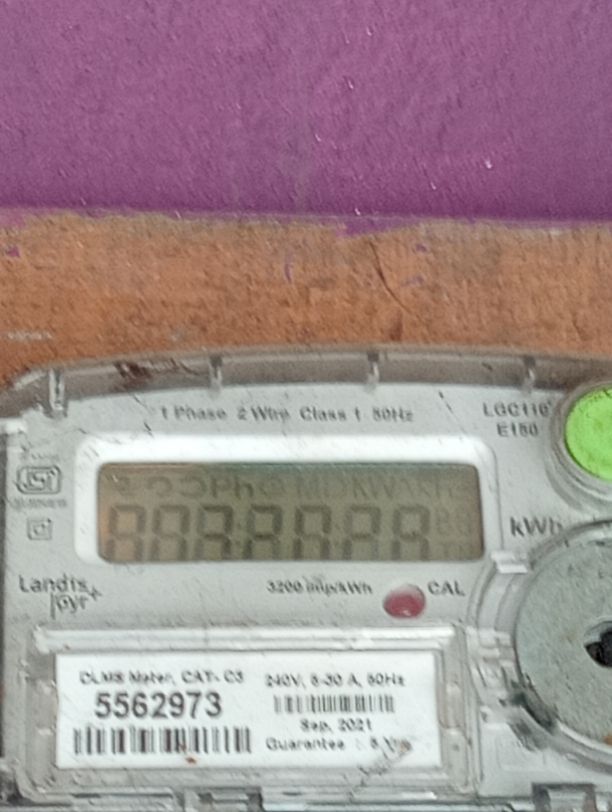 1 Phase 2 Wire Class 1 50Hz
LGC110
E150
kWh
Landis
Gyr+
3200 imp/kWh
CAL
DLMS Meter, CAT- C3
5562973
240V, 5-30 A, 50Hz
Sep, 2021
Guarantee : 5 Yrs